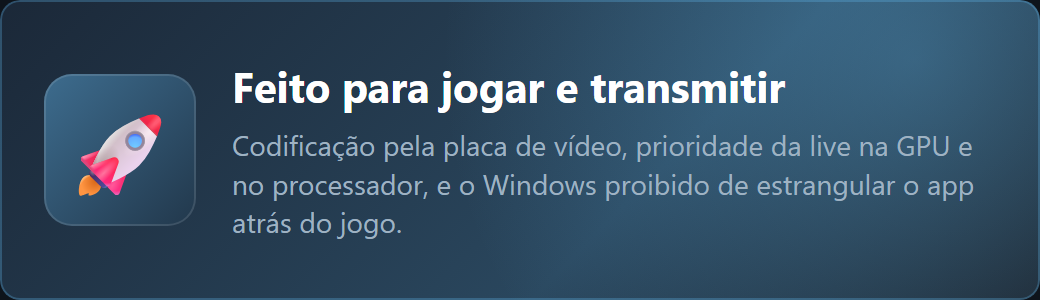 Feito para jogar e transmitir
Codificação pela placa de vídeo, prioridade da live na GPU e
no processador, e o Windows proibido de estrangular o app
atrás do jogo.